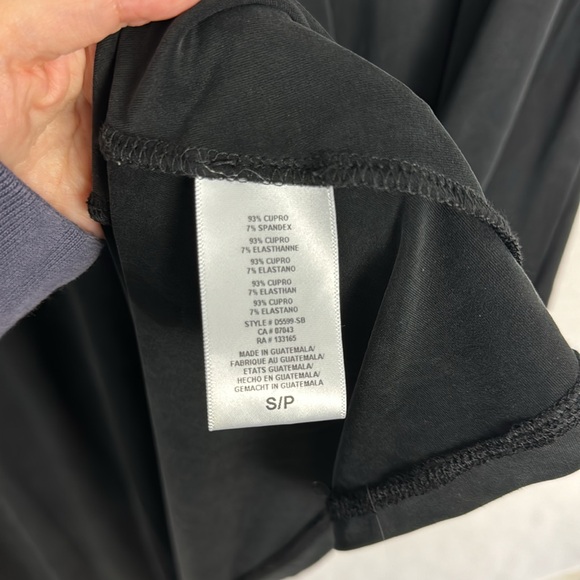 93% CUPRO
7% SPANDEX
93% CUPRO
7% ELASTHANNE
93% CUPRO
7% ELASTANO
93% CUPRO
7% ELASTHAN
93% CUPRO
7% ELASTANO
STYLE # D5599-SB
CA # 07043
RA # 133165
MADE IN GUATEMALA/
FABRIQUE AU GUATEMALA/
ETATS GUATEMALA/
HECHO EN GUATEMALA/
GEMACHT IN GUATEMALA/
S/P